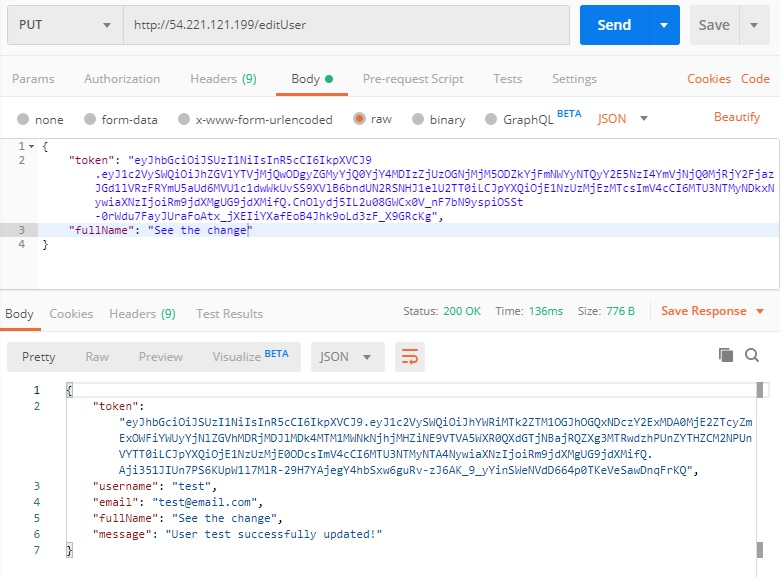 PUT http://54.221.121.199/editUser Send Save
Params Authorization Headers (9) Body Pre-request Script Tests Settings Cookies Code
none form-data x-www-form-urlencoded raw binary GraphQL BETA JSON Beautify
1 {
2 "token": "eyJhbGciOiJSUzI1NiIsInR5cCI6IkpXVCJ9
.eyJ1c2VySWQiOiJhZGVlYTVjMjQwODgyZGMyYjQ0YjY4MDIzZjUzOGNjMjM5ODZkYjFmNWYyNTQyY2E5NzI4YmVjNjQ0MjRjY2Fjaz
JGd1lVRzFRYmU5aUd6MVU1c1dwWkUvSS9XVlB6bndUN2RSNHJ1elU2TT0iLCJpYXQiOjE1NzUzMjEzMTcsImV4cCI6MTU3NTMyNDkxN
ywiaXNzIjoiRm9jdXMgUG9jdXMifQ.CnOlydj5IL2u08GWCx0V_nF7bN9yspiOSSt
-0rWdu7FayJUraFoAtx_jXEIiYXafEoB4Jhk9oLd3zF_X9GRcKg",
3 "fullName": "See the change"
4 }
Body Cookies Headers (9) Test Results Status: 200 OK Time: 136ms Size: 776 B Save Response
Pretty Raw Preview Visualize BETA JSON
1 {
2 "token":
"eyJhbGciOiJSUzI1NiIsInR5cCI6IkpXVCJ9.eyJ1c2VySWQiOiJhYWRiMTk2ZTM1OGJhOGQxNDczY2ExMDA0MjE2ZTcyZm
ExOWFiYWUyYjNlZGVhMDRjMDJlMDk4MTM1MWNkNjhjMHZiNE9VTVA5WXR0QXdGTjNBajRQZXg3MTRwdzhPUnZYTHZCM2NPUn
VYTT0iLCJpYXQiOjE1NzUzMjE0ODcsImV4cCI6MTU3NTMyNTA4NywiaXNzIjoiRm9jdXMgUG9jdXMifQ.
Aji351JIUn7PS6KUpW1l7MlR-29H7YAjegY4hbSxw6guRv-zJ6AK_9_yYinSWeNVdD664p0TKeVeSawDnqFrKQ",
3 "username": "test",
4 "email": "test@email.com",
5 "fullName": "See the change",
6 "message": "User test successfully updated!"
7 }